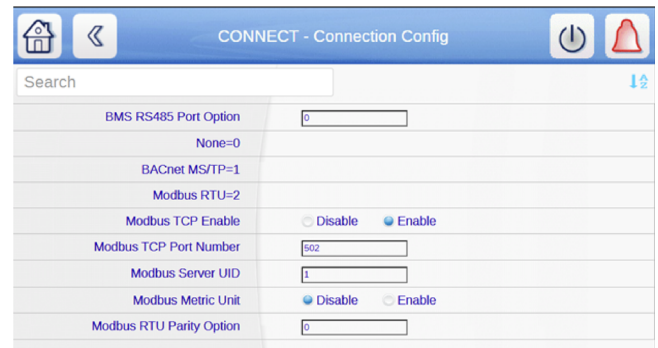 CONNECT - Connection Config
Search
BMS RS485 Port Option 0
None=0
BACnet MS/TP=1
Modbus RTU=2
Modbus TCP Enable Disable Enable
Modbus TCP Port Number 502
Modbus Server UID 1
Modbus Metric Unit Disable Enable
Modbus RTU Parity Option 0